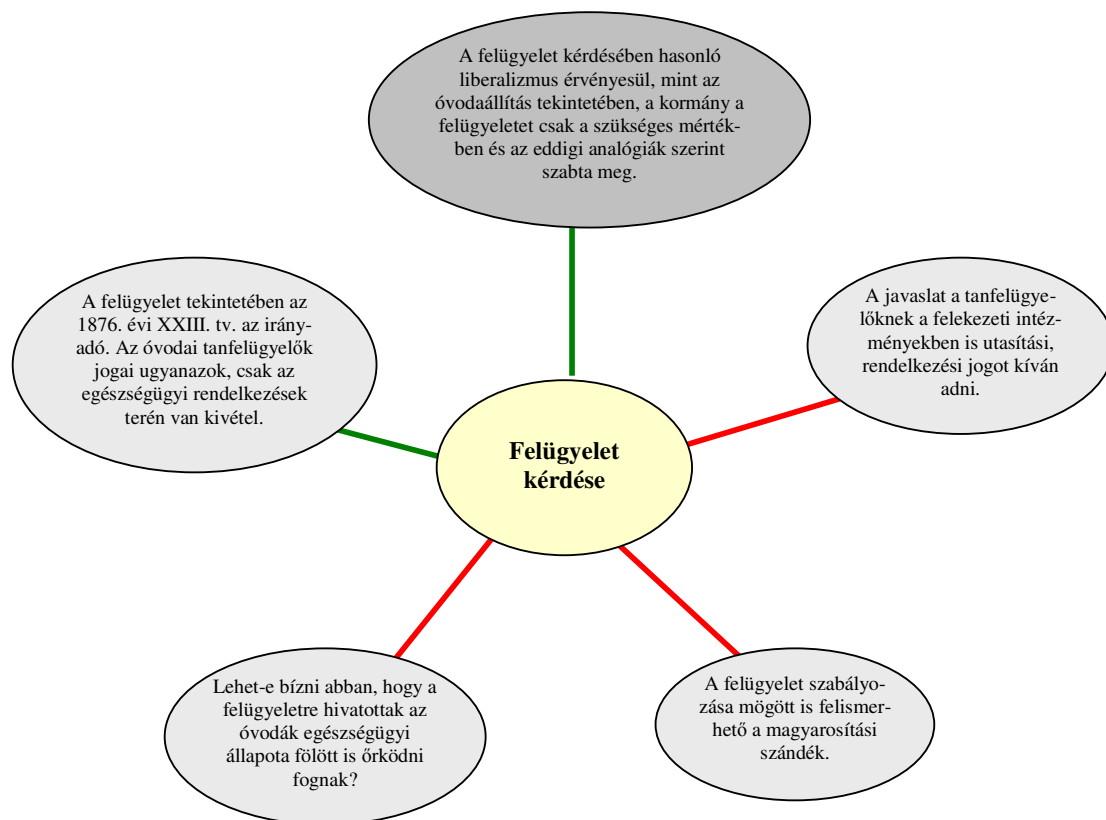 A felügyelet kérdésében hasonló
liberalizmus érvényesül, mint az
óvodaállítás tekintetében, a kormány a
felügyeletet csak a szükséges mérték-
ben és az eddigi analógiák szerint
szabta meg.
A felügyelet tekintetében az
1876. évi XXIII. tv. az irány-
adó. Az óvodai tanfelügyelők
jogai ugyanazok, csak az
egészségügyi rendelkezések
terén van kivétel.
A javaslat a tanfelügye-
lőknek a felekezeti intéz-
ményekben is utasítási,
rendelkezési jogot kíván
adni.
Felügyelet
kérdése
Lehet-e bízni abban, hogy a
felügyeletre hivatottak az
óvodák egészségügyi
állapota fölött is őrködni
fognak?
A felügyelet szabályo-
zása mögött is felismer-
hető a magyarosítási
szándék.